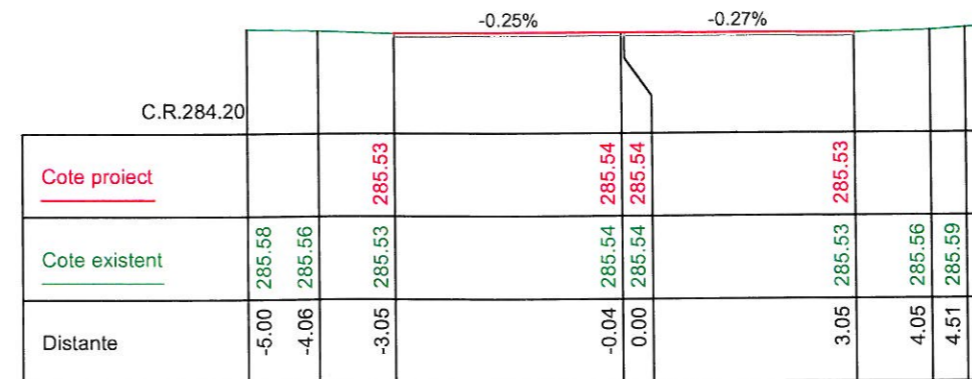 -0.25% -0.27%
C.R.284.20
Cote proiect 285.53 285.54 285.54 285.53
Cote existent 285.58 285.56 285.53 285.54 285.54 285.53 285.56 285.59
Distante -5.00 -4.06 -3.05 -0.04 0.00 3.05 4.05 4.51